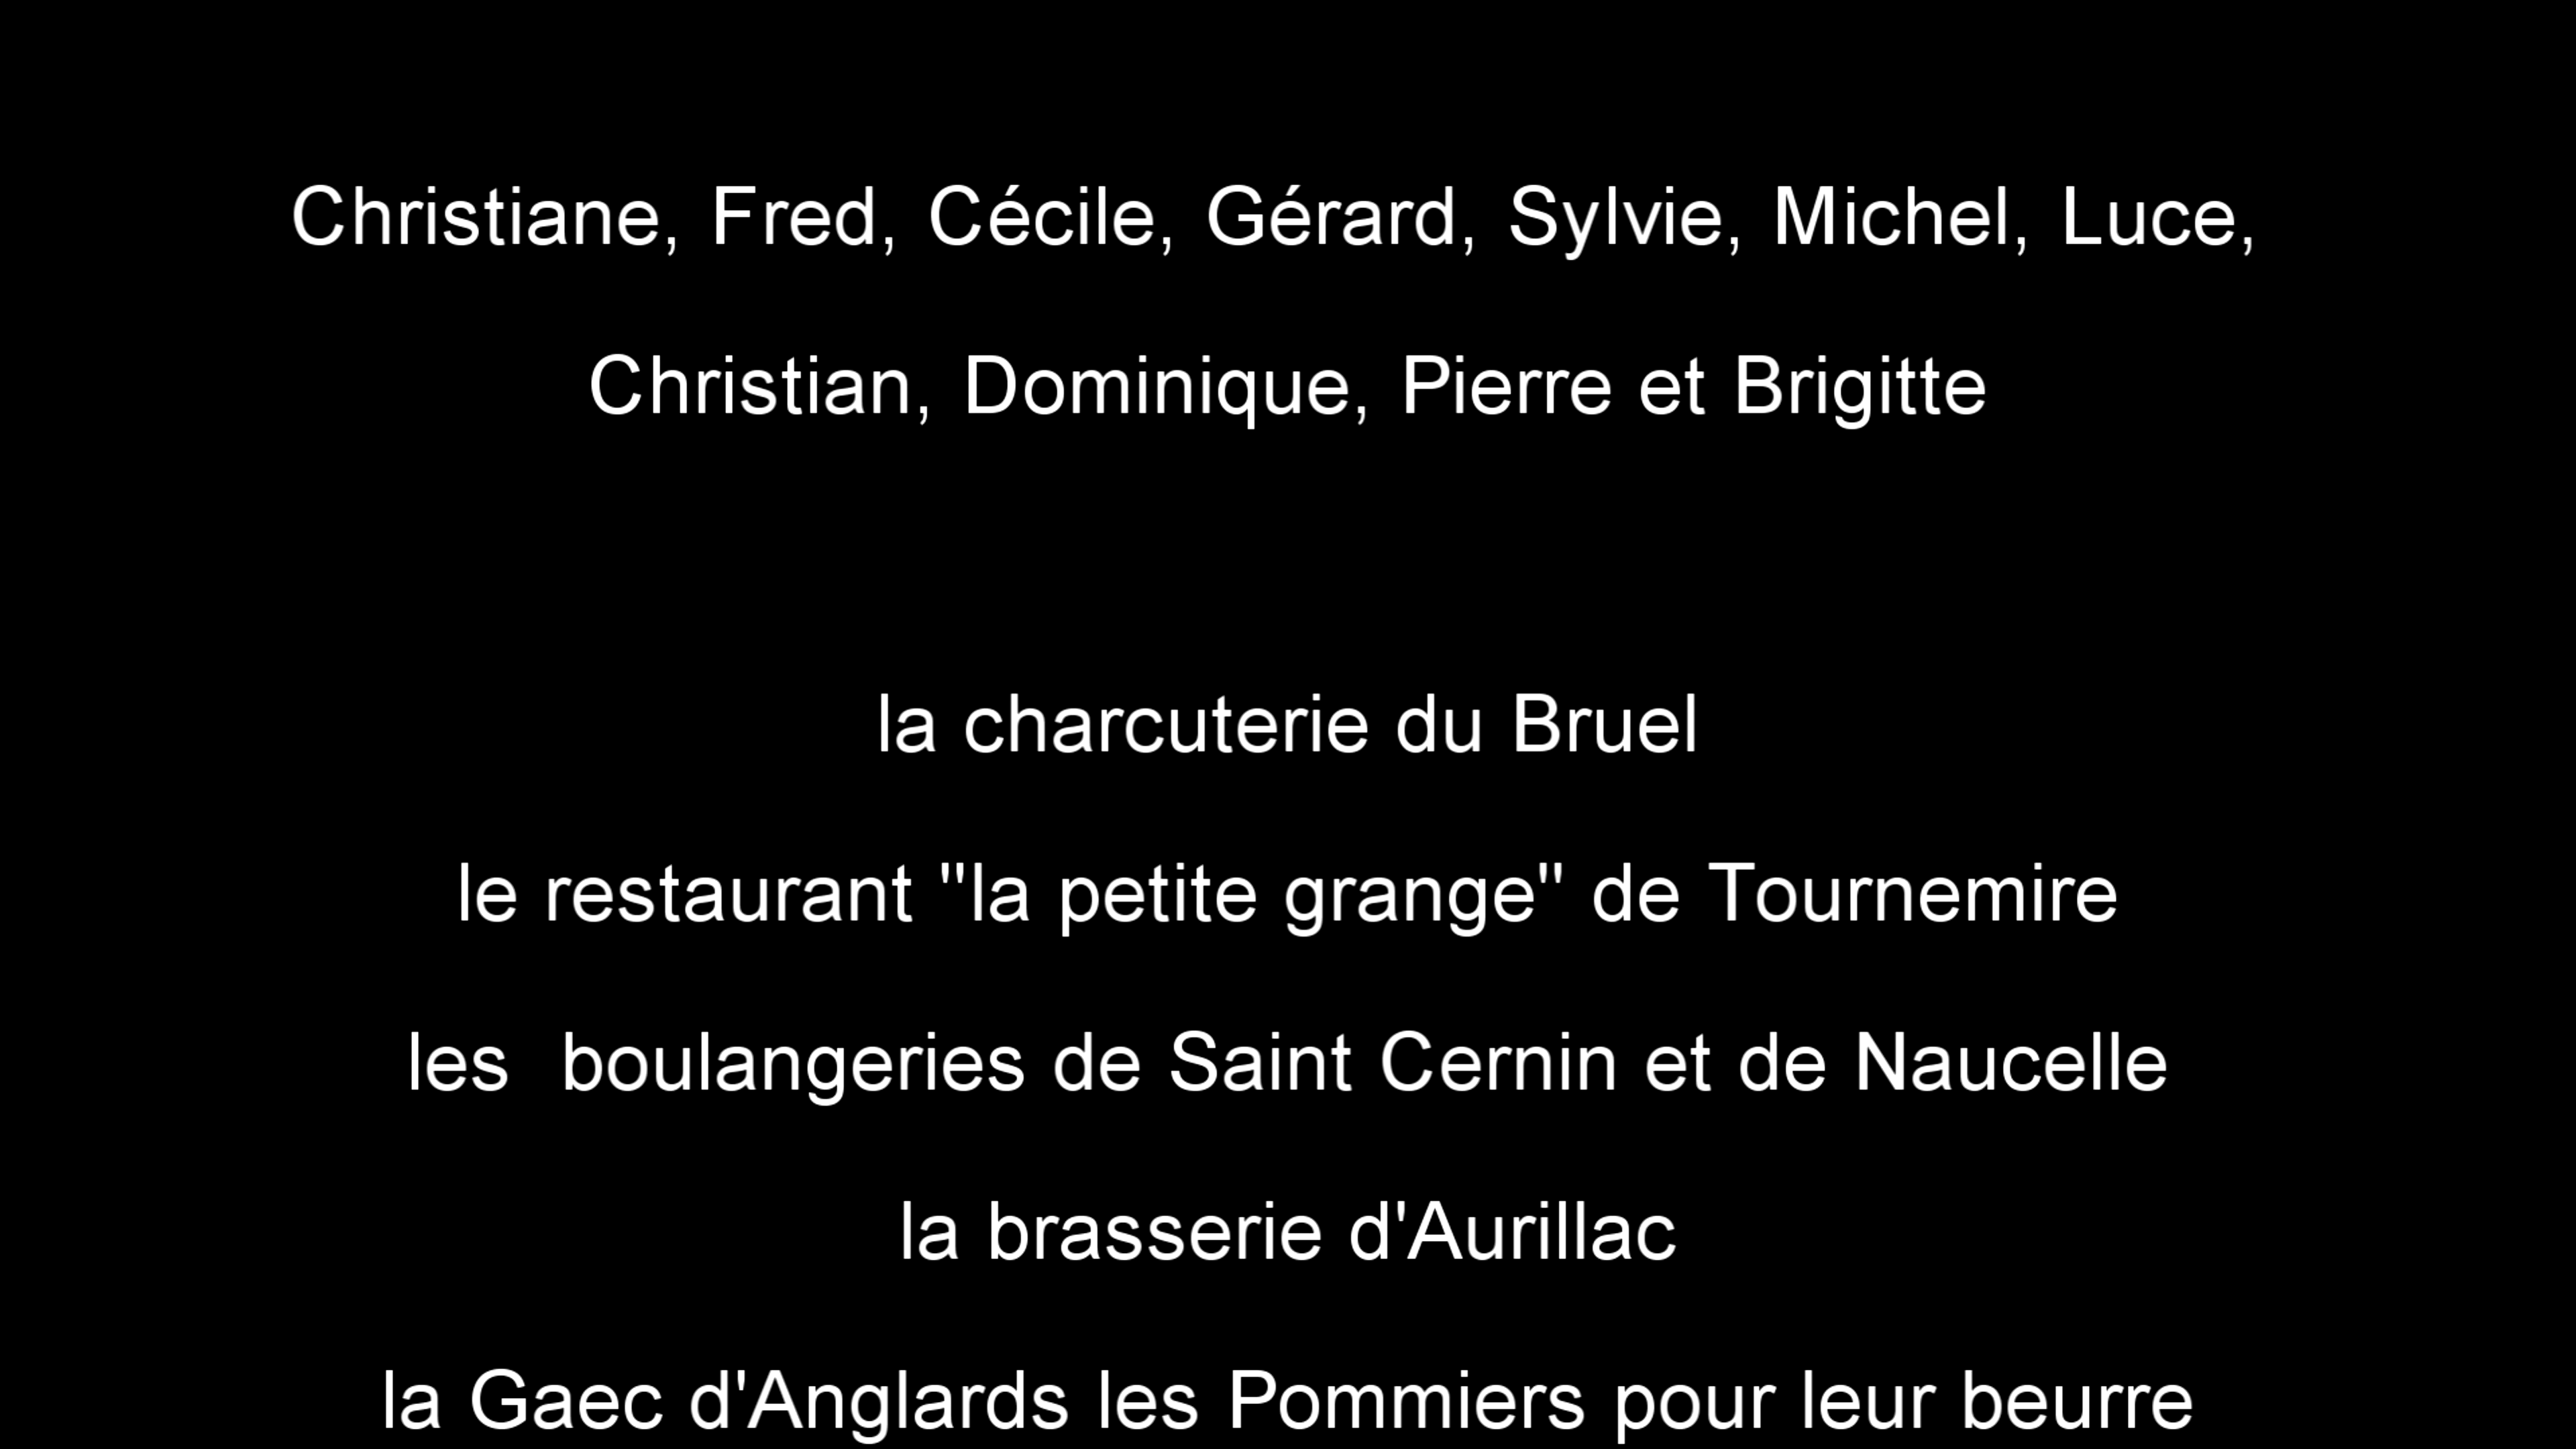 Christiane, Fred, Cécile, Gérard, Sylvie, Michel, Luce,
Christian, Dominique, Pierre et Brigitte
la charcuterie du Bruel
le restaurant "la petite grange" de Tournemire
les  boulangeries de Saint Cernin et de Naucelle
la brasserie d'Aurillac
la Gaec d'Anglards les Pommiers pour leur beurre